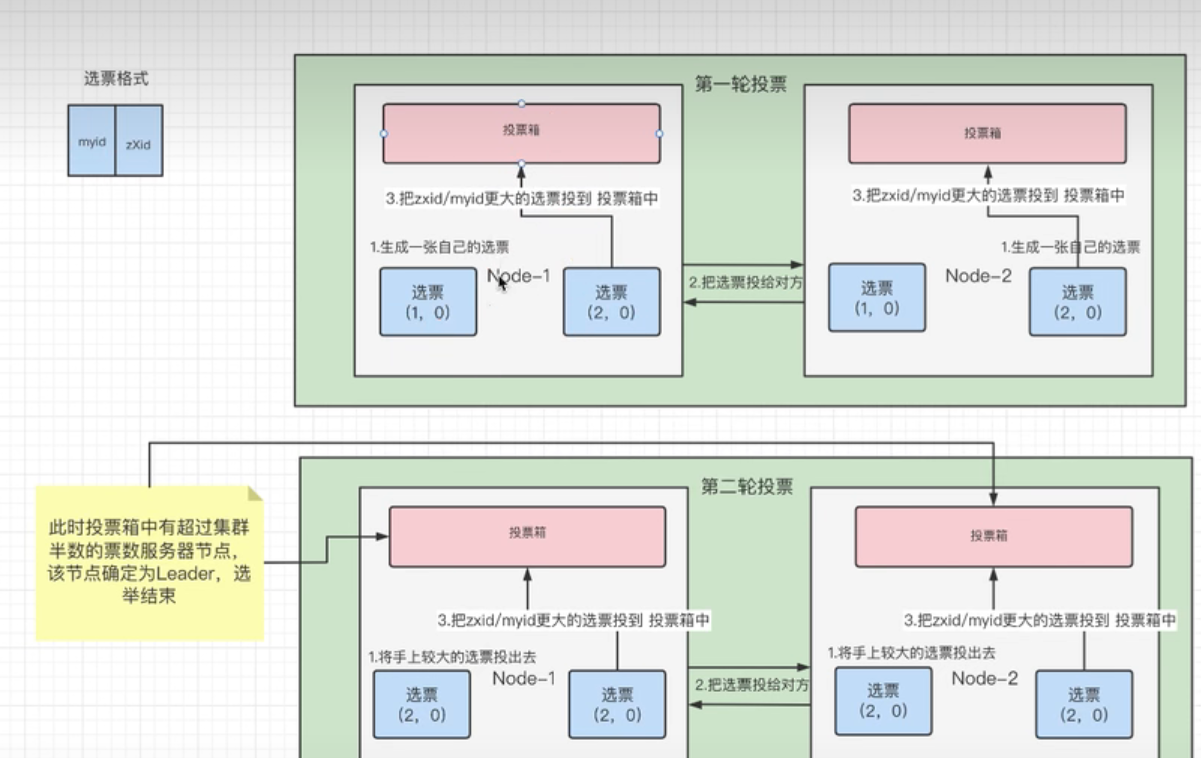 选票格式
myid
zXid
第一轮投票
投票箱
3.把zxid/myid更大的选票投到 投票箱中
1.生成一张自己的选票
Node-1
选票
(1, 0)
选票
(2, 0)
2.把选票投给对方
投票箱
3.把zxid/myid更大的选票投到 投票箱中
1.生成一张自己的选票
Node-2
选票
(1, 0)
选票
(2, 0)
此时投票箱中有超过集群
半数的票数服务器节点,
该节点确定为Leader, 选
举结束
第二轮投票
投票箱
3.把zxid/myid更大的选票投到 投票箱中
1.将手上较大的选票投出去
Node-1
选票
(2, 0)
选票
(2, 0)
2.把选票投给对方
投票箱
3.把zxid/myid更大的选票投到 投票箱中
1.将手上较大的选票投出去
Node-2
选票
(2, 0)
选票
(2, 0)